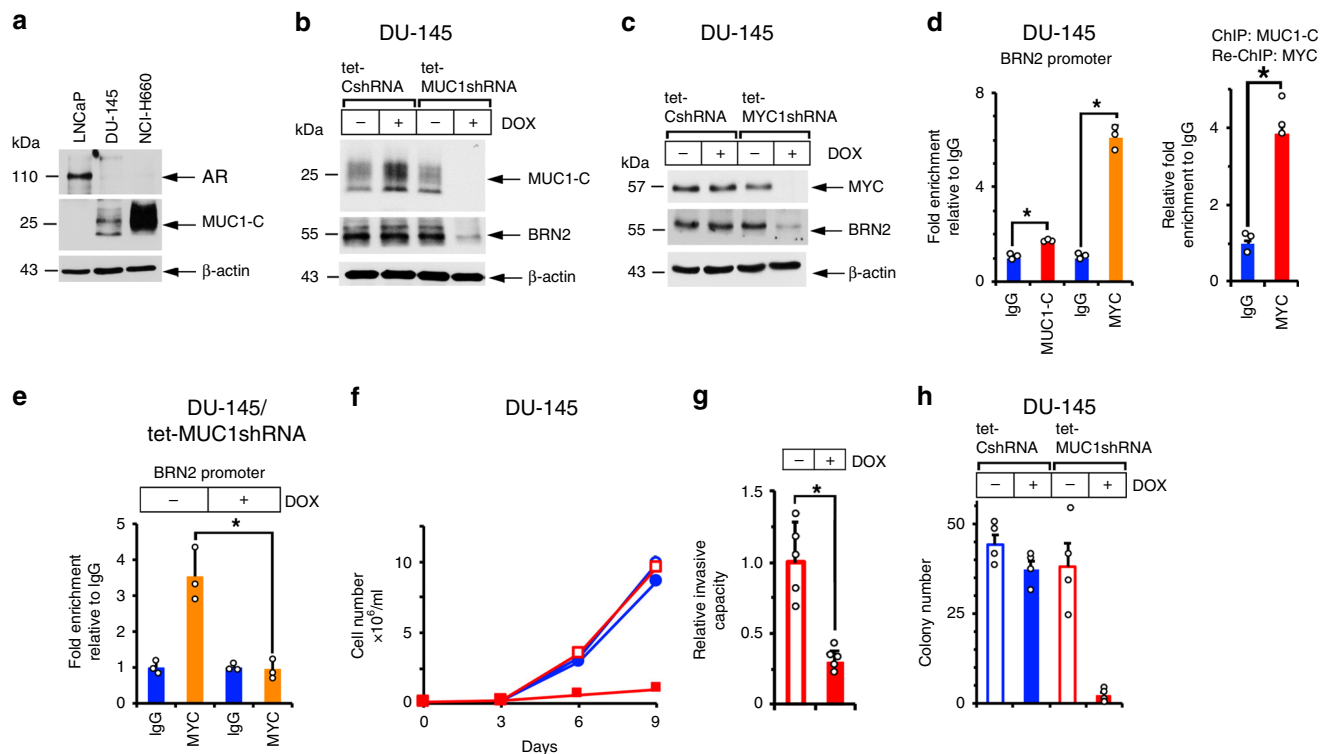 a
LNCaP
DU-145
NCI-H660
kDa
110
AR
25
MUC1-C
43
β-actin
b
DU-145
tet-
CshRNA
tet-
MUC1shRNA
– + – + DOX
kDa
25
MUC1-C
55
BRN2
43
β-actin
c
DU-145
tet-
CshRNA
tet-
MYC1shRNA
– + – + DOX
kDa
57
MYC
55
BRN2
43
β-actin
d
DU-145
BRN2 promoter
Fold enrichment
relative to IgG
8
6
4
2
0
*
*
IgG
MUC1-C
IgG
MYC
ChIP: MUC1-C
Re-ChIP: MYC
Relative fold
enrichment to IgG
*
4
2
0
IgG
MYC
e
DU-145/
tet-MUC1shRNA
BRN2 promoter
– + DOX
Fold enrichment
relative to IgG
5
4
3
2
1
0
*
IgG
MYC
IgG
MYC
f
DU-145
Cell number
×10⁶/ml
10
5
0
0 3 6 9
Days
g
– + DOX
Relative invasive
capacity
1.5
1.0
0.5
0.0
*
h
DU-145
tet-
CshRNA
tet-
MUC1shRNA
– + – + DOX
Colony number
50
25
0